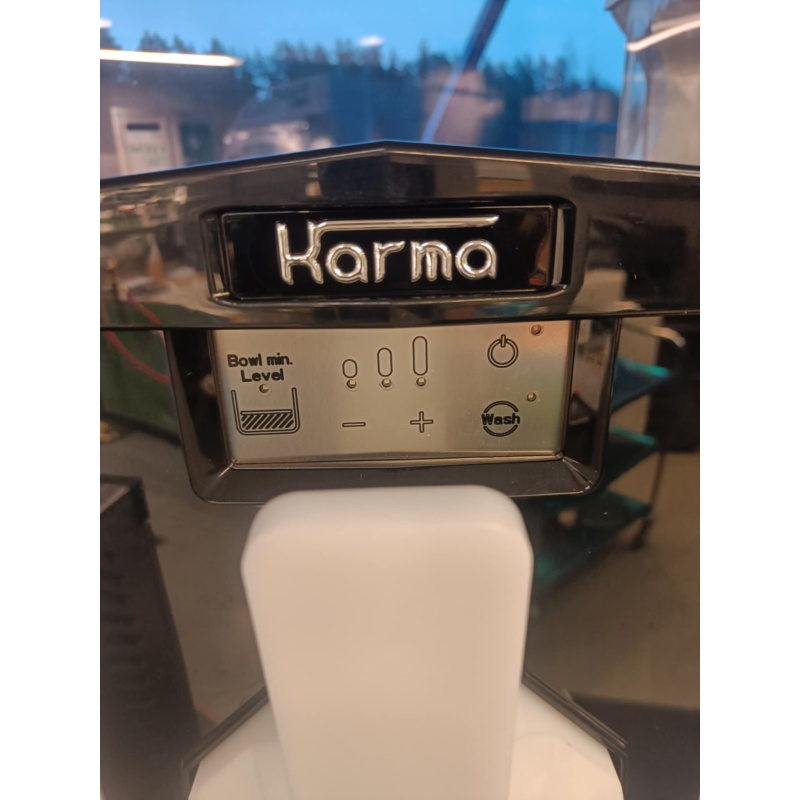 Karma
Bowl min.
Level
− +
Wash